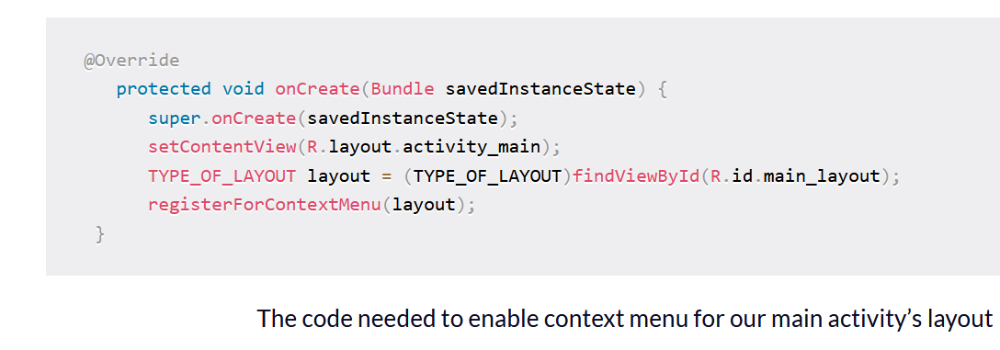 @Override
protected void onCreate(Bundle savedInstanceState) {
super.onCreate(savedInstanceState);
setContentView(R.layout.activity_main);
TYPE_OF_LAYOUT layout = (TYPE_OF_LAYOUT)findViewById(R.id.main_layout);
registerForContextMenu(layout);
}
The code needed to enable context menu for our main activity’s layout